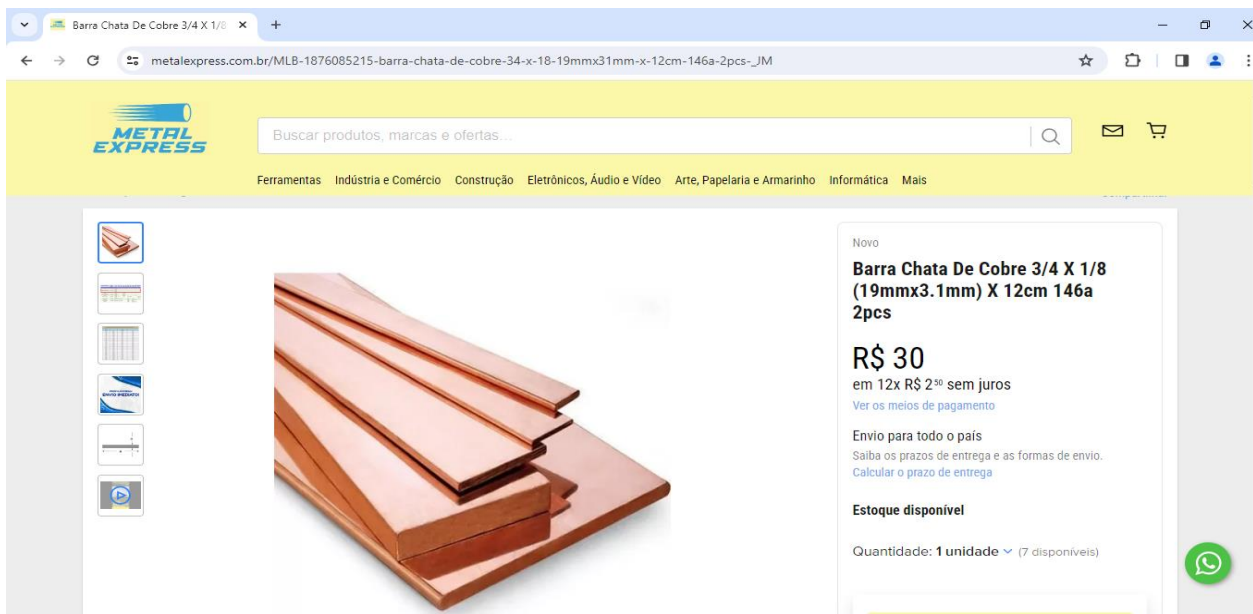 Barra Chata De Cobre 3/4 X 1/8
metalexpress.com.br/MLB-1876085215-barra-chata-de-cobre-34-x-18-19mmx31mm-x-12cm-146a-2pcs-_JM
METAL
EXPRESS
Buscar produtos, marcas e ofertas...
Ferramentas Indústria e Comércio Construção Eletrônicos, Áudio e Vídeo Arte, Papelaria e Armarinho Informática Mais
Novo
Barra Chata De Cobre 3/4 X 1/8
(19mmx3.1mm) X 12cm 146a
2pcs
R$ 30
em 12x R$ 2⁵⁰ sem juros
Ver os meios de pagamento
Envio para todo o país
Saiba os prazos de entrega e as formas de envio.
Calcular o prazo de entrega
Estoque disponível
Quantidade: 1 unidade (7 disponíveis)